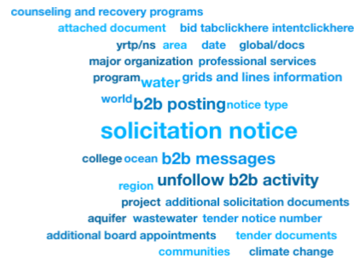 counseling and recovery programs
attached document bid tabclickhere intentclickhere
yrtp/ns area date global/docs
major organization professional services
program water grids and lines information
world b2b posting notice type
solicitation notice
college ocean b2b messages
region unfollow b2b activity
project additional solicitation documents
aquifer wastewater tender notice number
additional board appointments tender documents
communities climate change